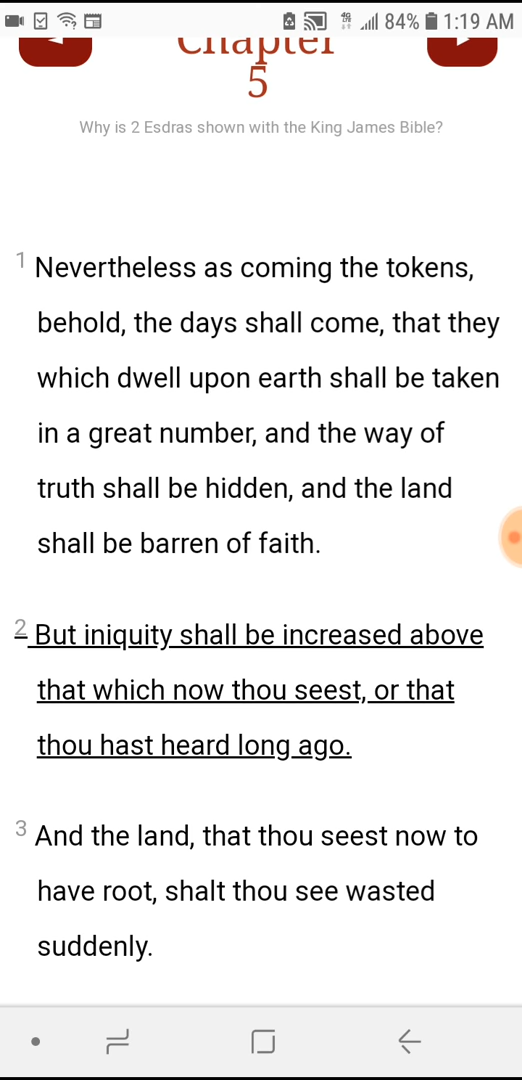 84% 1:19 AM
Chapter
5
Why is 2 Esdras shown with the King James Bible?
1 Nevertheless as coming the tokens,
behold, the days shall come, that they
which dwell upon earth shall be taken
in a great number, and the way of
truth shall be hidden, and the land
shall be barren of faith.
2 But iniquity shall be increased above
that which now thou seest, or that
thou hast heard long ago.
3 And the land, that thou seest now to
have root, shalt thou see wasted
suddenly.